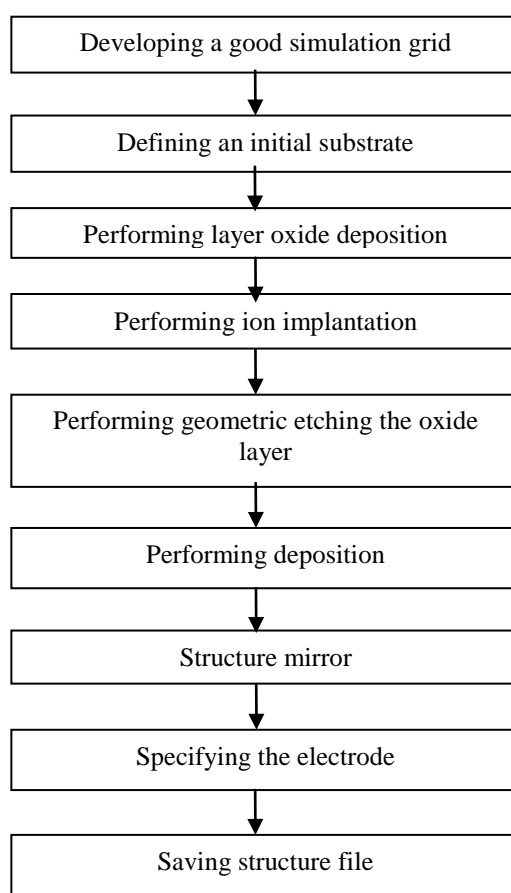 Developing a good simulation grid
Defining an initial substrate
Performing layer oxide deposition
Performing ion implantation
Performing geometric etching the oxide
layer
Performing deposition
Structure mirror
Specifying the electrode
Saving structure file